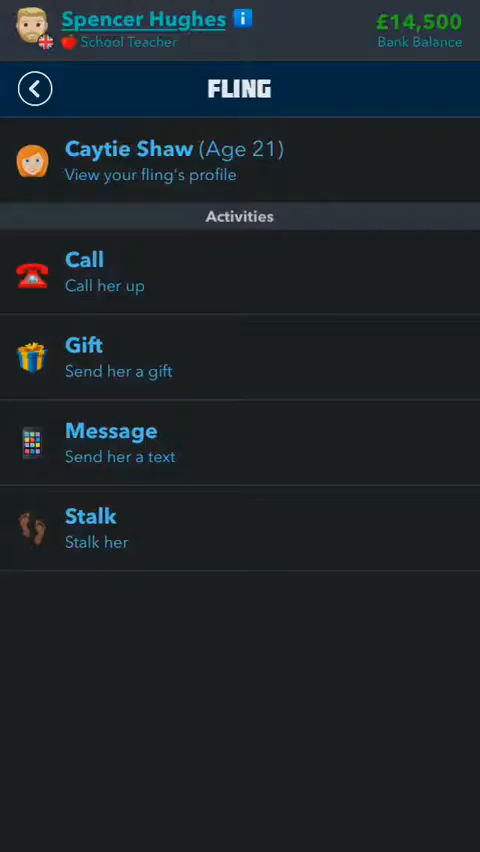 Spencer Hughes
£14,500
School Teacher
Bank Balance
FLING
Caytie Shaw (Age 21)
View your fling's profile
Activities
Call
Call her up
Gift
Send her a gift
Message
Send her a text
Stalk
Stalk her